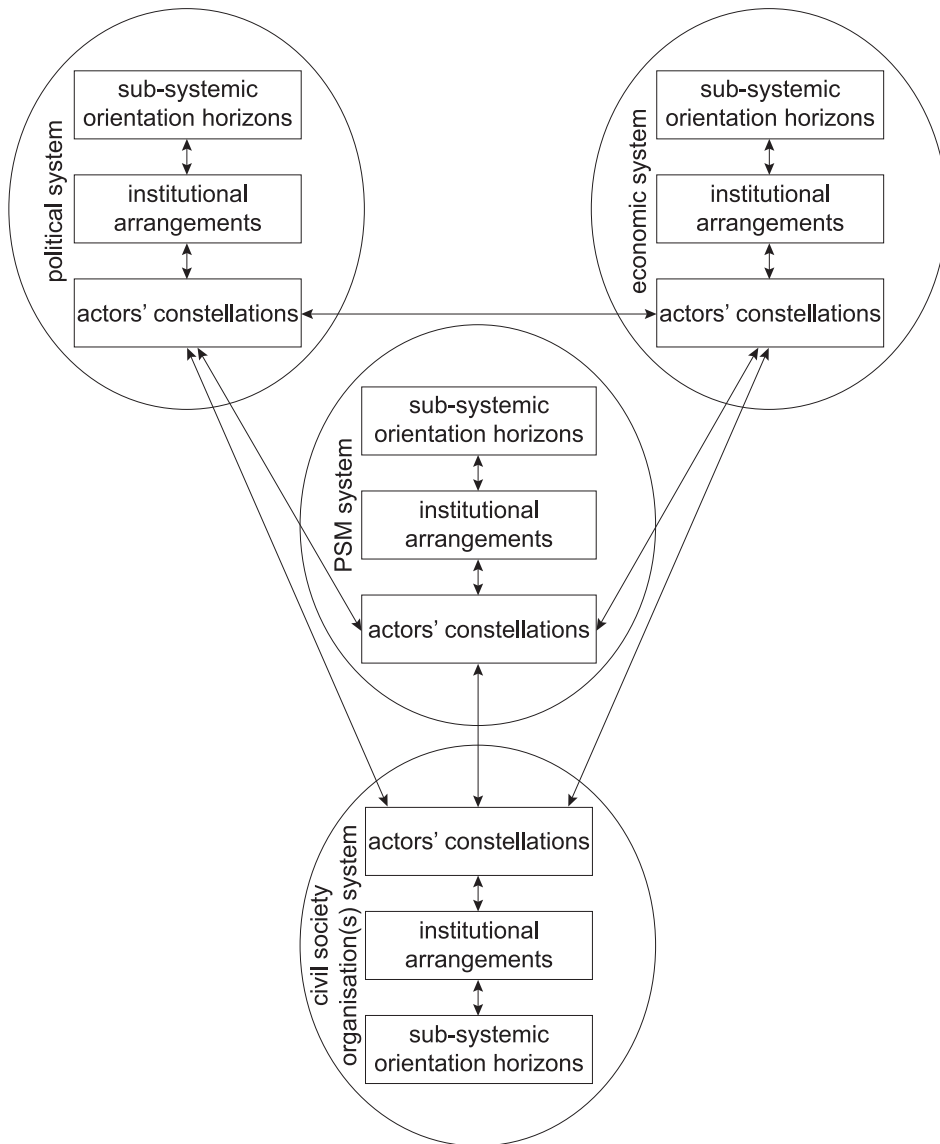 political system
sub-systemic
orientation horizons
institutional
arrangements
actors’ constellations
economic system
sub-systemic
orientation horizons
institutional
arrangements
actors’ constellations
PSM system
sub-systemic
orientation horizons
institutional
arrangements
actors’ constellations
civil society
organisation(s) system
actors’ constellations
institutional
arrangements
sub-systemic
orientation horizons